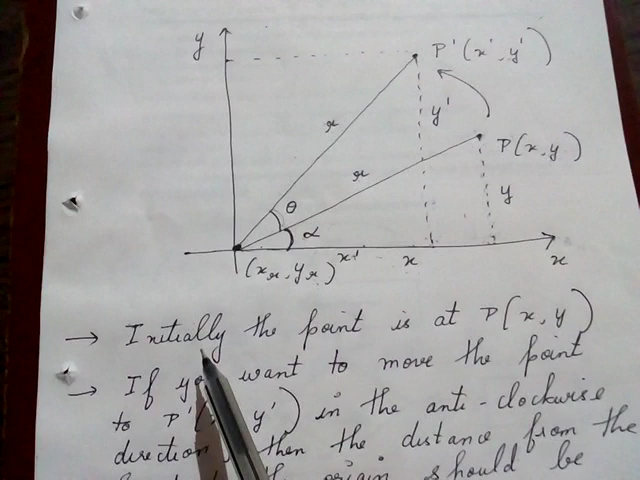 y
P'(x', y')
r
y'
r
P(x, y)
θ
y
α
(xr, yr)
x'
x
x
→ Initially the point is at P(x, y)
→ If want to move the point
to P'( y') in the anti-clockwise
direction, then the distance from the
the origin should be